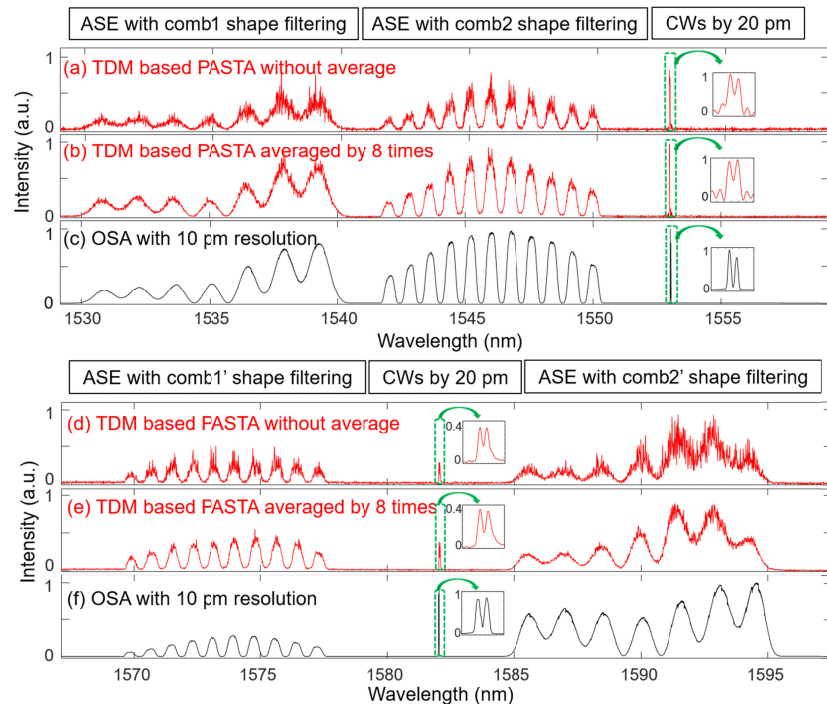 ASE with comb1 shape filtering ASE with comb2 shape filtering CWs by 20 pm
(a) TDM based PASTA without average
(b) TDM based PASTA averaged by 8 times
(c) OSA with 10 pm resolution
Intensity (a.u.)
1
0
1
0
1
0
1
0
1
0
1
0
1530 1535 1540 1545 1550 1555
Wavelength (nm)
ASE with comb1' shape filtering CWs by 20 pm ASE with comb2' shape filtering
(d) TDM based PASTA without average
(e) TDM based PASTA averaged by 8 times
(f) OSA with 10 pm resolution
Intensity (a.u.)
1
0
1
0
1
0
0.4
0
0.4
0
1
0
1570 1575 1580 1585 1590 1595
Wavelength (nm)